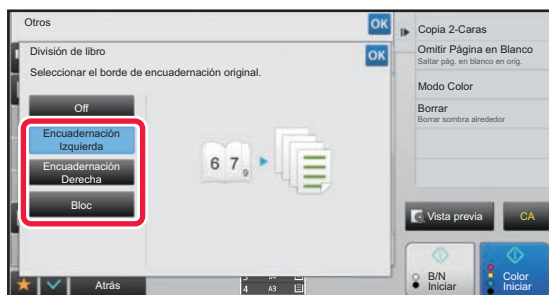 Otros
OK
División de libro
OK
Seleccionar el borde de encuadernación original.
Off
Encuadernación
Izquierda
Encuadernación
Derecha
Bloc
6 7 9
Atrás
4 A3
Copia 2-Caras
Omitir Página en Blanco
Saltar pág. en blanco en orig.
Modo Color
Borrar
Borrar sombra alrededor
Vista previa
CA
B/N
Iniciar
Color
Iniciar